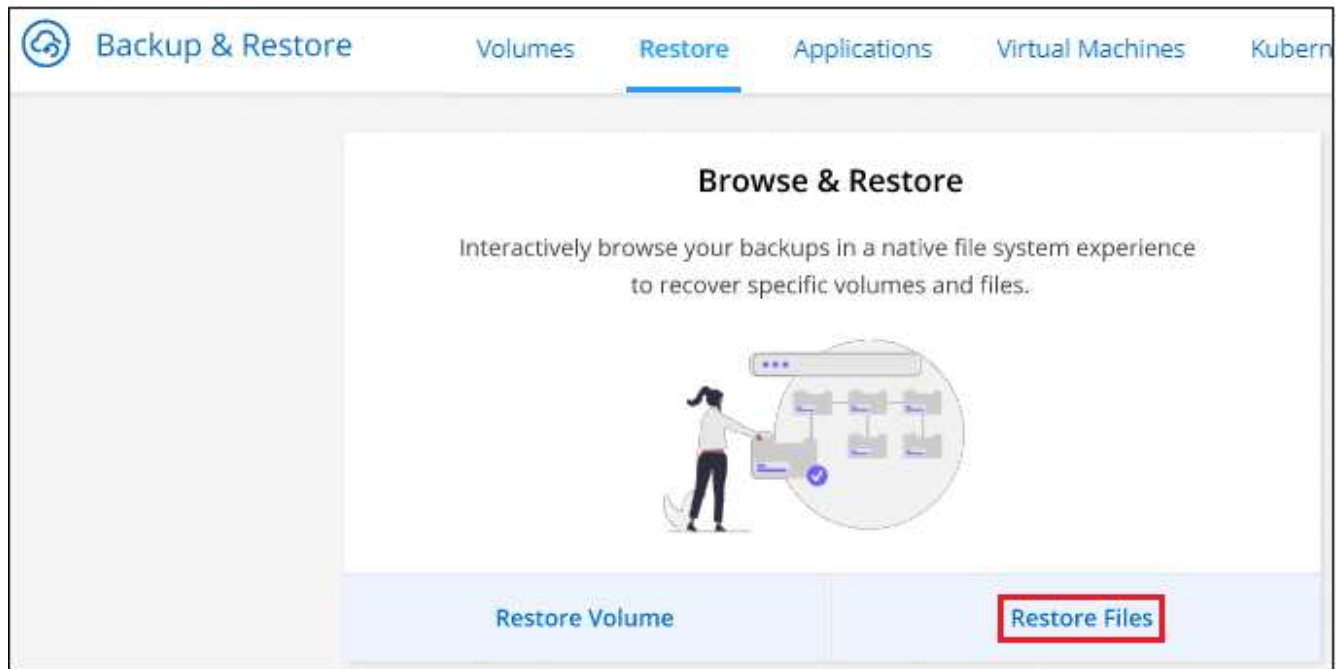 Backup & Restore Volumes Restore Applications Virtual Machines Kubern
Browse & Restore
Interactively browse your backups in a native file system experience
to recover specific volumes and files.
Restore Volume Restore Files